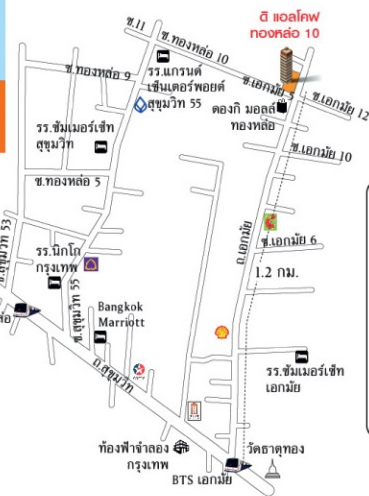 ดิ แอลโคฟ
ทองหล่อ 10
ซ.11
ซ.ทองหล่อ 10
ซ.ทองหล่อ 9
รร.แกรนด์
เซ็นเตอร์พอยต์
สุขุมวิท 55
ซ.เอกมัย 5
ดองกิ มอลล์
ทองหล่อ
ซ.เอกมัย 12
รร.ซัมเมอร์เซ็ท
สุขุมวิท
ซ.เอกมัย 10
ซ.ทองหล่อ 5
ถ.เอกมัย
ซ.เอกมัย 6
ซ.สุขุมวิท 53
รร.นิกโก
กรุงเทพ
1.2 กม.
ซ.สุขุมวิท 55
Bangkok
Marriott
ถ.สุขุมวิท
รร.ซัมเมอร์เซ็ท
เอกมัย
ท้องฟ้าจำลอง
กรุงเทพ
วัดธาตุทอง
BTS เอกมัย